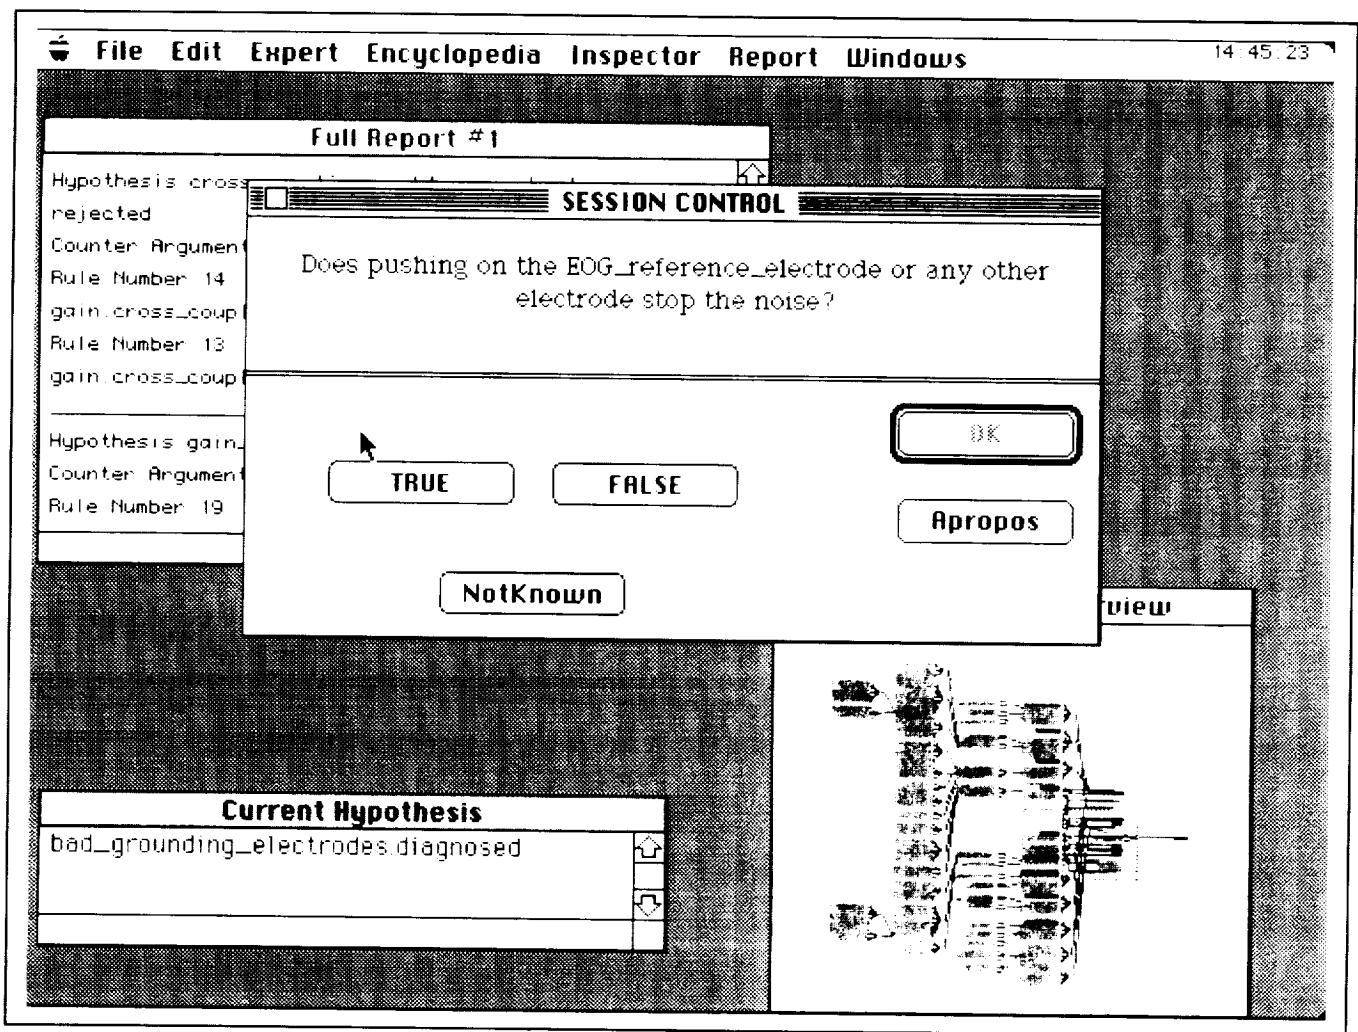 File Edit Expert Encyclopedia Inspector Report Windows 14:45:23
Full Report #1
Hypothesis cross
rejected
Counter Argument
Rule Number 14
gain.cross_coupl
Rule Number 13
gain.cross_coupl
Hypothesis gain_
Counter Argument
Rule Number 19
SESSION CONTROL
Does pushing on the EOG_reference_electrode or any other
electrode stop the noise?
OK
TRUE FALSE
Apropos
NotKnown
rview
Current Hypothesis
bad_grounding_electrodes.diagnosed